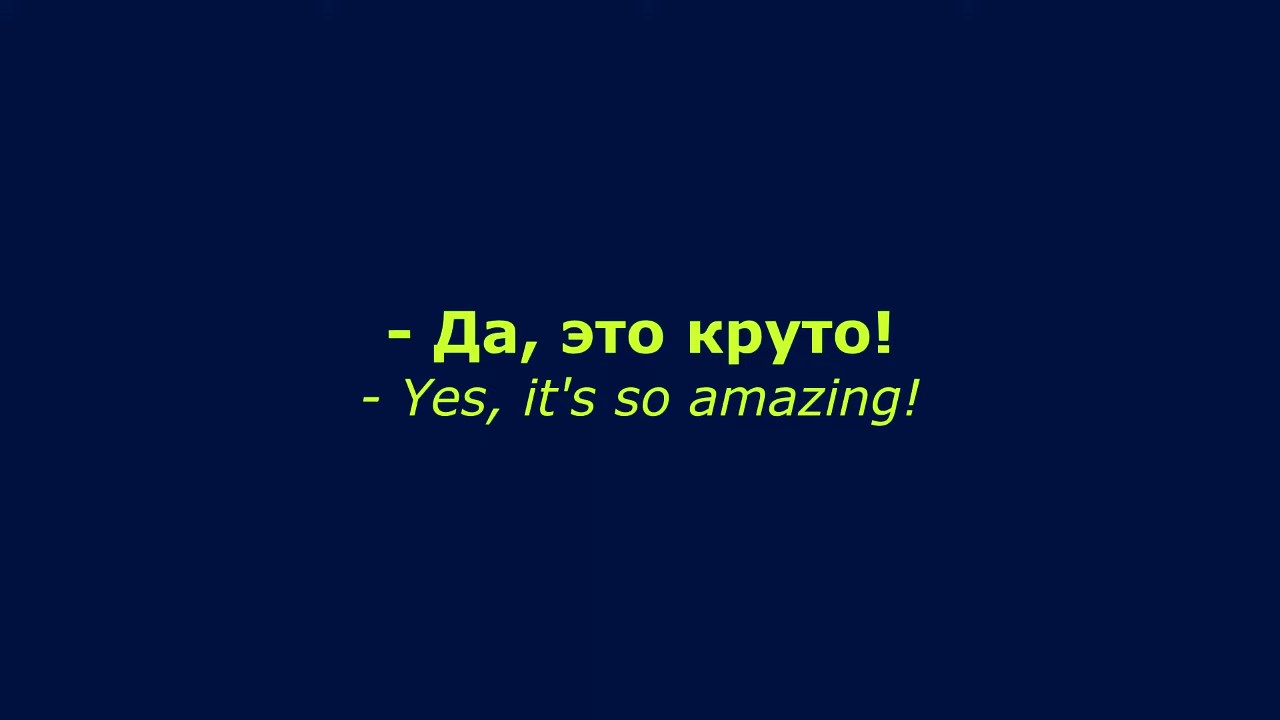 - Да, это круто!
- Yes, it's so amazing!